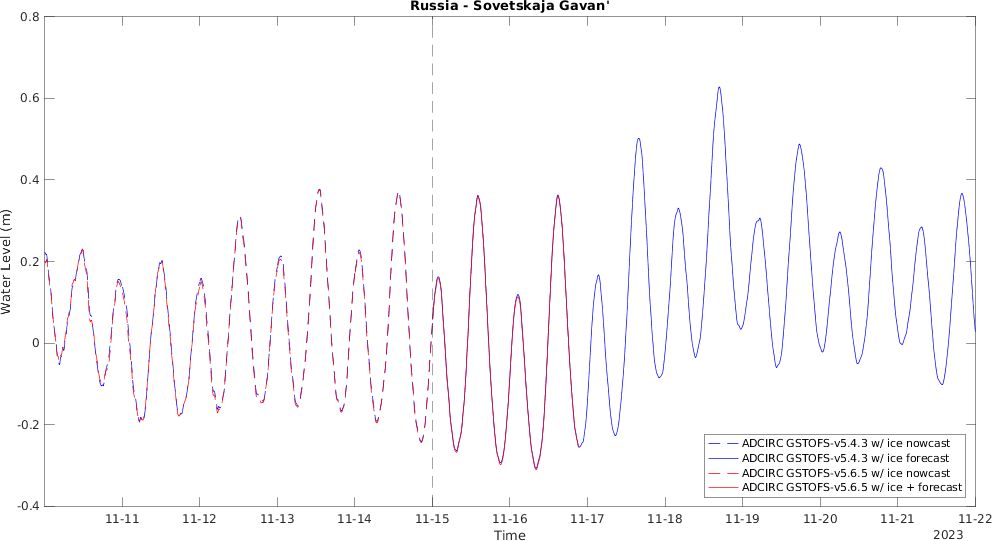 Russia - Sovetskaja Gavan'
0.8
0.6
0.4
0.2
0
-0.2
-0.4
Water Level (m)
ADCIRC GSTOFS-v5.4.3 w/ ice nowcast
ADCIRC GSTOFS-v5.4.3 w/ ice forecast
ADCIRC GSTOFS-v5.6.5 w/ ice nowcast
ADCIRC GSTOFS-v5.6.5 w/ ice + forecast
11-11 11-12 11-13 11-14 11-15 11-16 11-17 11-18 11-19 11-20 11-21 11-22
Time
2023